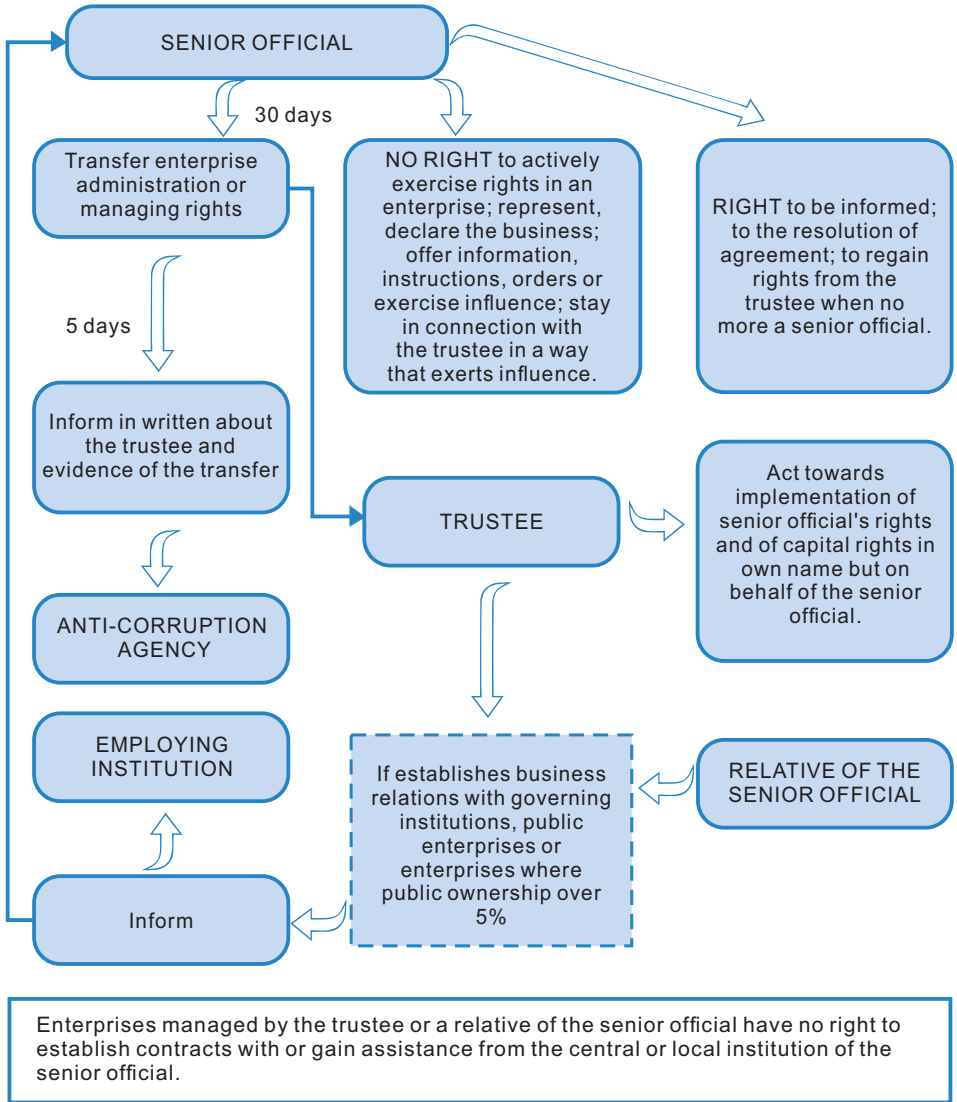 SENIOR OFFICIAL
30 days
Transfer enterprise
administration or
managing rights
NO RIGHT to actively
exercise rights in an
enterprise; represent,
declare the business;
offer information,
instructions, orders or
exercise influence; stay
in connection with
the trustee in a way
that exerts influence.
RIGHT to be informed;
to the resolution of
agreement; to regain
rights from the
trustee when no
more a senior official.
5 days
Inform in written about
the trustee and
evidence of the transfer
TRUSTEE
Act towards
implementation of
senior official's rights
and of capital rights in
own name but on
behalf of the senior
official.
ANTI-CORRUPTION
AGENCY
EMPLOYING
INSTITUTION
If establishes business
relations with governing
institutions, public
enterprises or
enterprises where
public ownership over
5%
RELATIVE OF THE
SENIOR OFFICIAL
Inform
Enterprises managed by the trustee or a relative of the senior official have no right to
establish contracts with or gain assistance from the central or local institution of the
senior official.